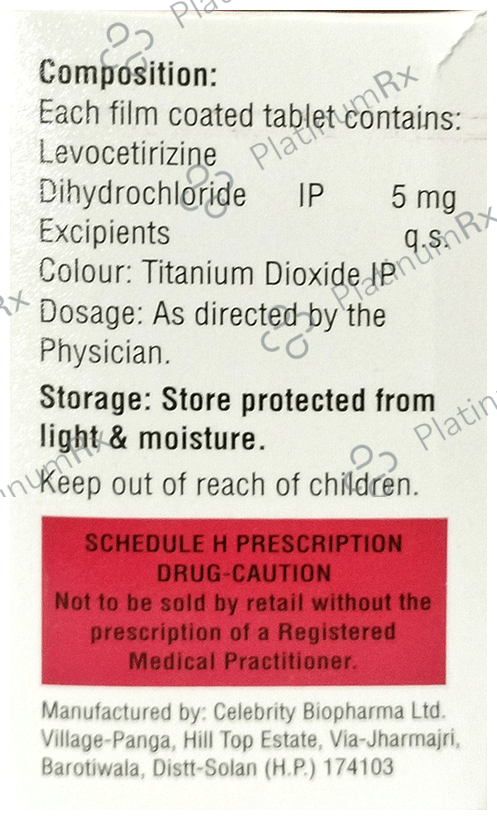 Composition:
Each film coated tablet contains:
Levocetirizine
Dihydrochloride IP 5 mg
Excipients q.s.
Colour: Titanium Dioxide IP
Dosage: As directed by the
Physician.
Storage: Store protected from
light & moisture.
Keep out of reach of children.
SCHEDULE H PRESCRIPTION
DRUG-CAUTION
Not to be sold by retail without the
prescription of a Registered
Medical Practitioner.
Manufactured by: Celebrity Biopharma Ltd.
Village-Panga, Hill Top Estate, Via-Jharmajri,
Barotiwala, Distt-Solan (H.P.) 174103
PlatinumRx
PlatinumRx